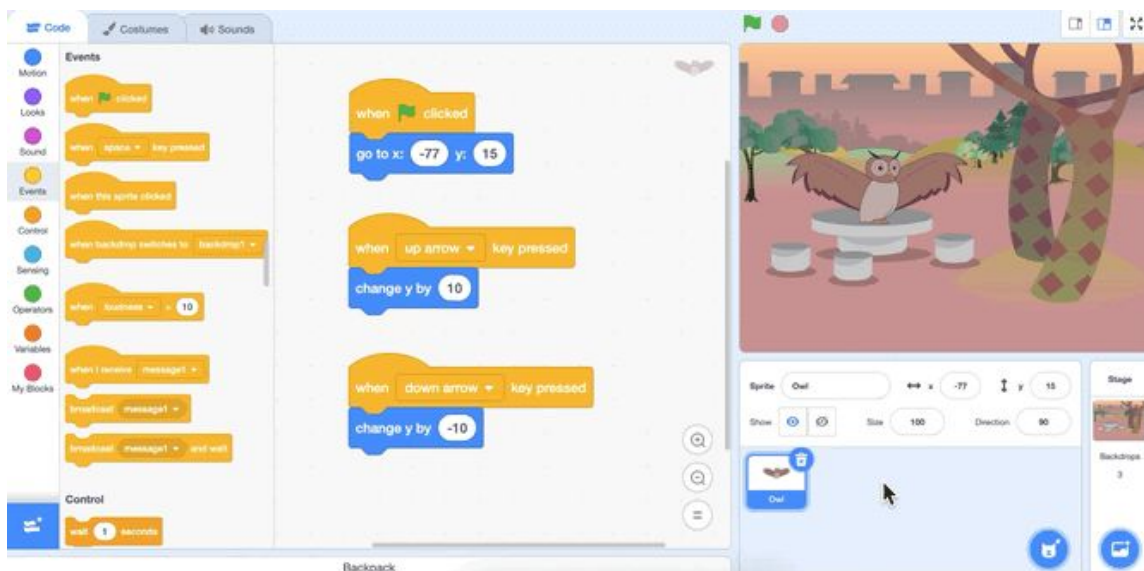 Code
Costumes
Sounds
Motion
Looks
Sound
Events
Control
Sensing
Operators
Variables
My Blocks
Events
when clicked
when space key pressed
when this sprite clicked
when backdrop switches to backdrop1
when loudness > 10
when I receive message1
broadcast message1
broadcast message1 and wait
Control
wait 1 seconds
when clicked
go to x: -77 y: 15
when up arrow key pressed
change y by 10
when down arrow key pressed
change y by -10
Backpack
Sprite Owl x -77 y 15
Show Size 100 Direction 90
Owl
Stage
Backdrops
3